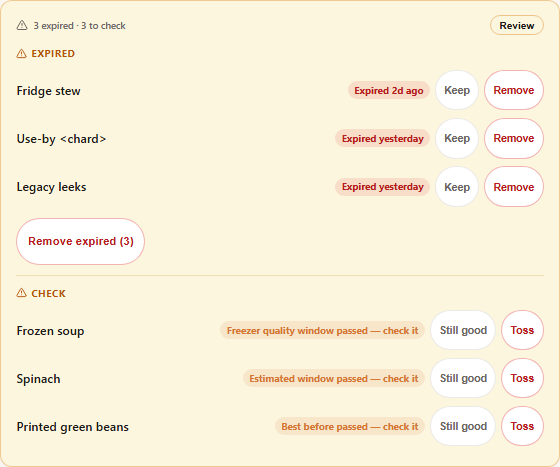 3 expired · 3 to check Review
EXPIRED
Fridge stew Expired 2d ago Keep Remove
Use-by <chard> Expired yesterday Keep Remove
Legacy leeks Expired yesterday Keep Remove
Remove expired (3)
CHECK
Frozen soup Freezer quality window passed — check it Still good Toss
Spinach Estimated window passed — check it Still good Toss
Printed green beans Best before passed — check it Still good Toss